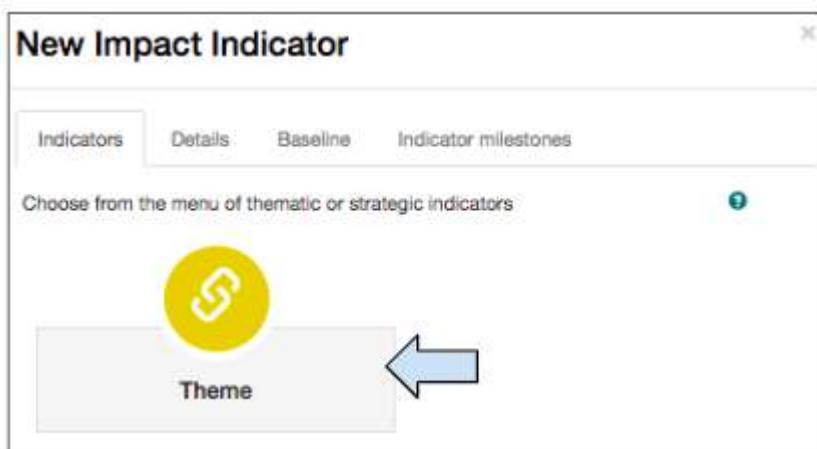 New Impact Indicator
Indicators Details Baseline Indicator milestones
Choose from the menu of thematic or strategic indicators
Theme